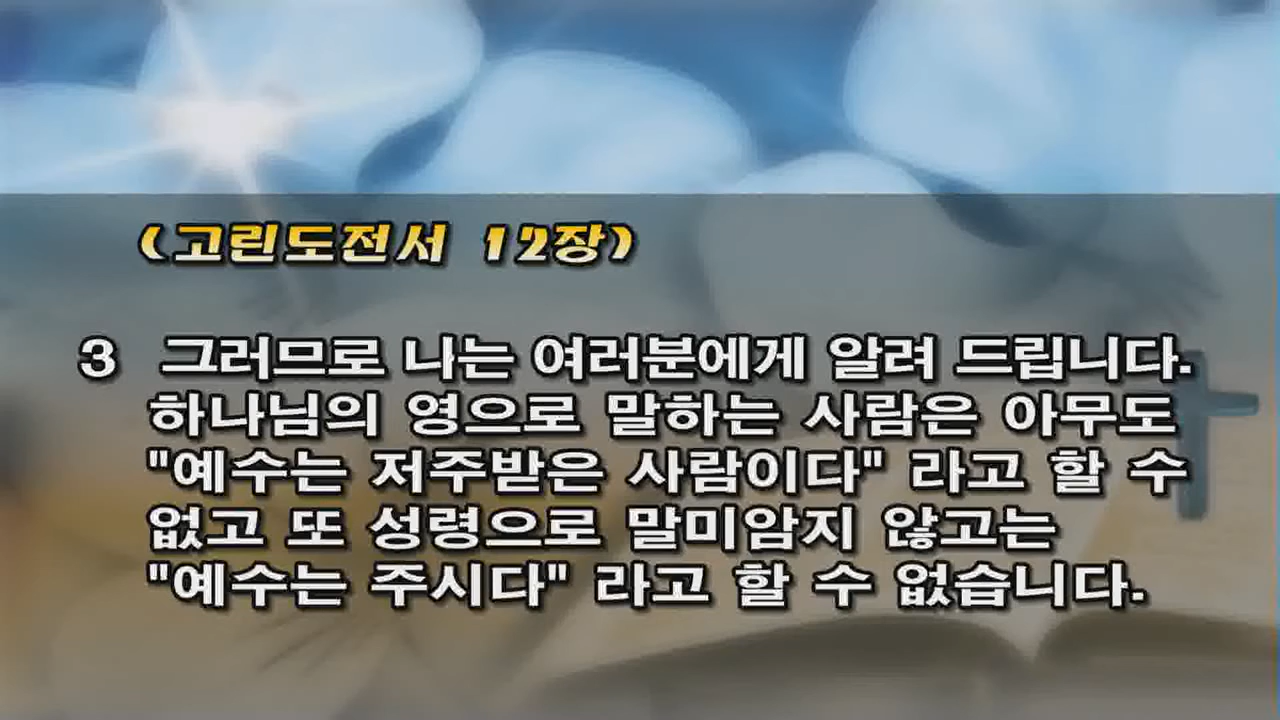 (고린도전서 12장)
3 그러므로 나는 여러분에게 알려 드립니다.
하나님의 영으로 말하는 사람은 아무도
"예수는 저주받은 사람이다" 라고 할 수
없고 또 성령으로 말미암지 않고는
"예수는 주시다" 라고 할 수 없습니다.